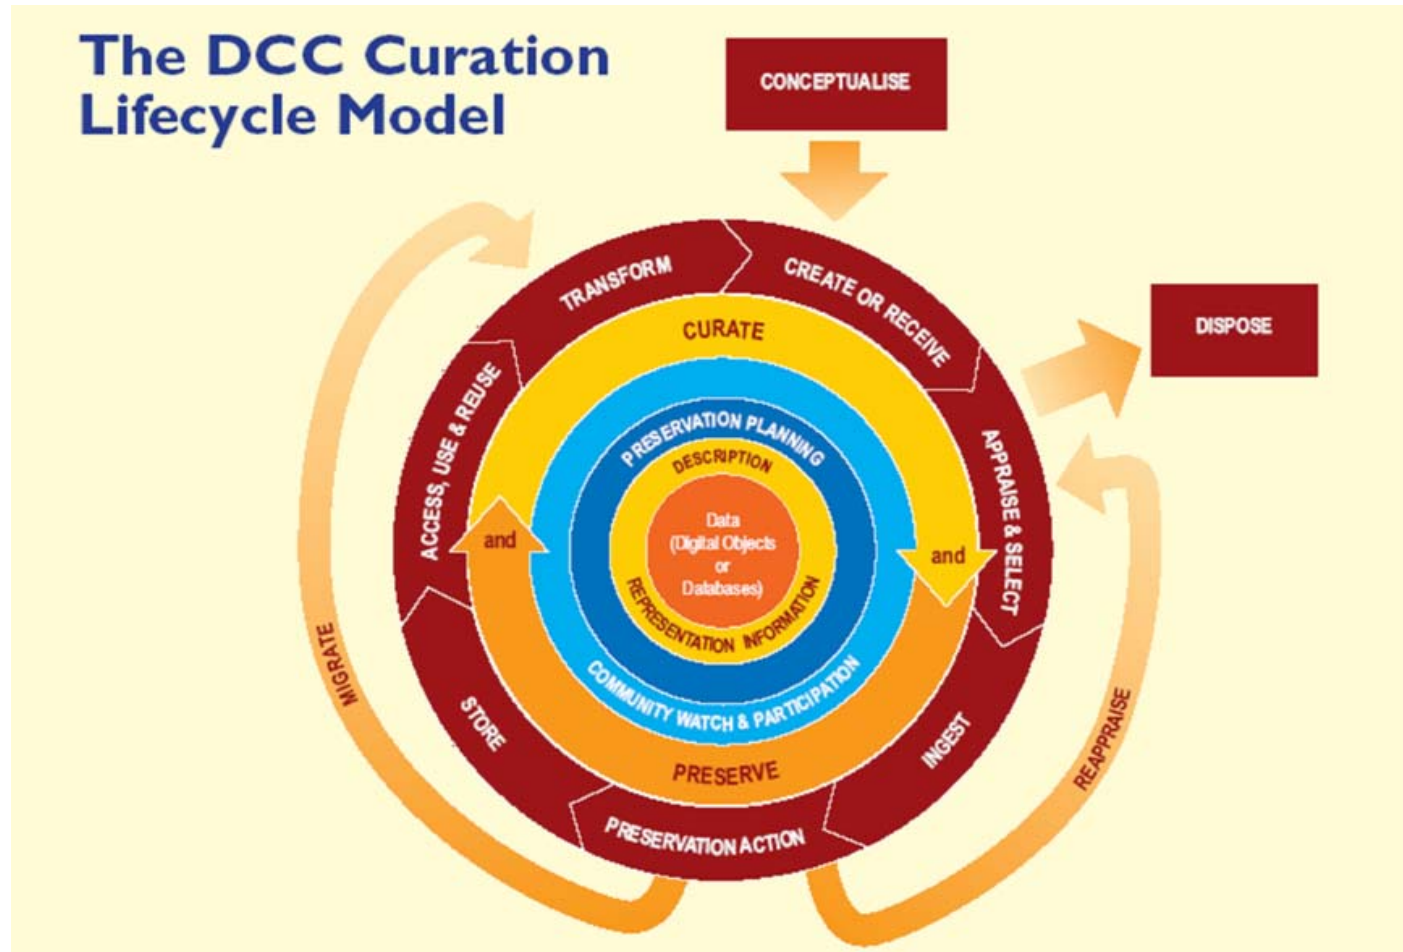 The DCC Curation
Lifecycle Model
CONCEPTUALISE
DISPOSE
TRANSFORM
CREATE OR RECEIVE
APPRAISE & SELECT
INGEST
PRESERVATION ACTION
STORE
ACCESS, USE & REUSE
CURATE
and
PRESERVE
and
COMMUNITY WATCH & PARTICIPATION
PRESERVATION PLANNING
DESCRIPTION
REPRESENTATION INFORMATION
Data
(Digital Objects
or
Databases)
MIGRATE
REAPPRAISE